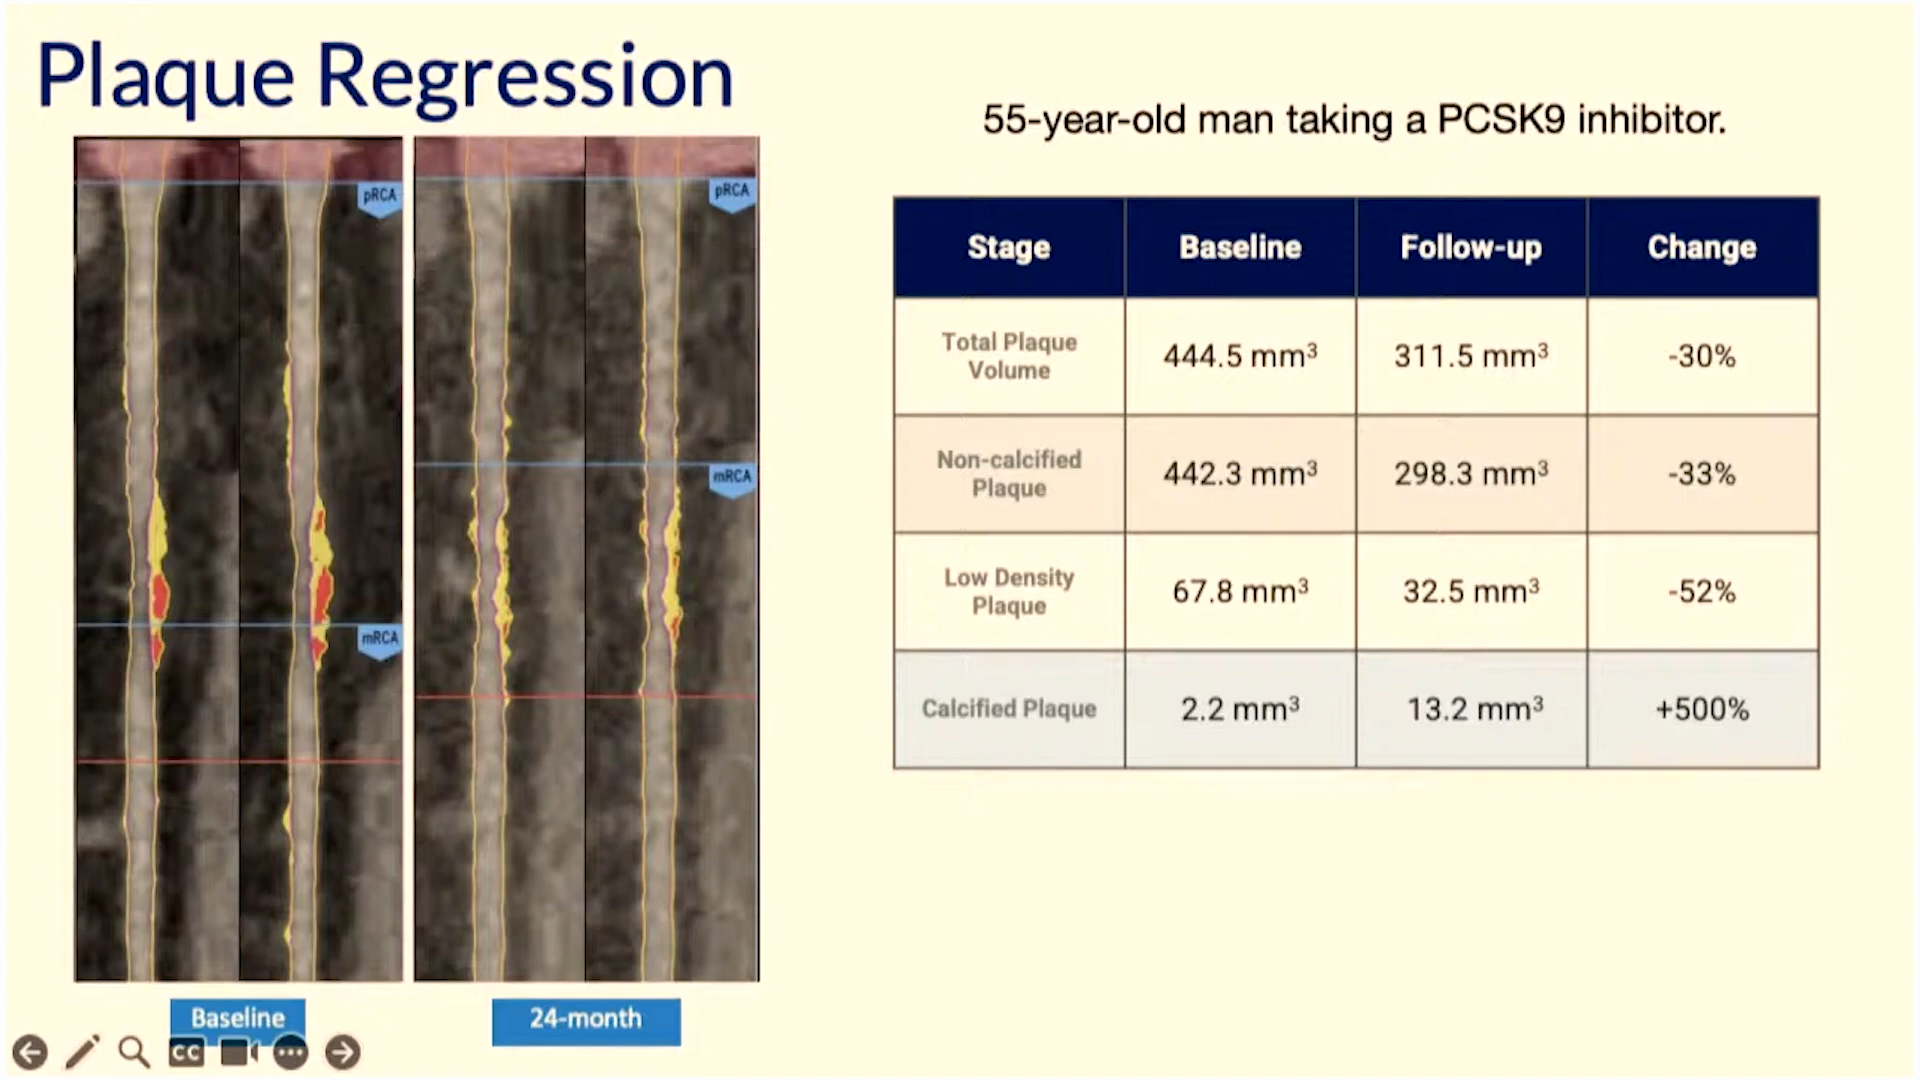 Plaque Regression
55-year-old man taking a PCSK9 inhibitor.
pRCA
pRCA
mRCA
mRCA
Baseline
24-month
CC
Stage Baseline Follow-up Change
Total Plaque
Volume
444.5 mm³ 311.5 mm³ -30%
Non-calcified
Plaque
442.3 mm³ 298.3 mm³ -33%
Low Density
Plaque
67.8 mm³ 32.5 mm³ -52%
Calcified Plaque 2.2 mm³ 13.2 mm³ +500%